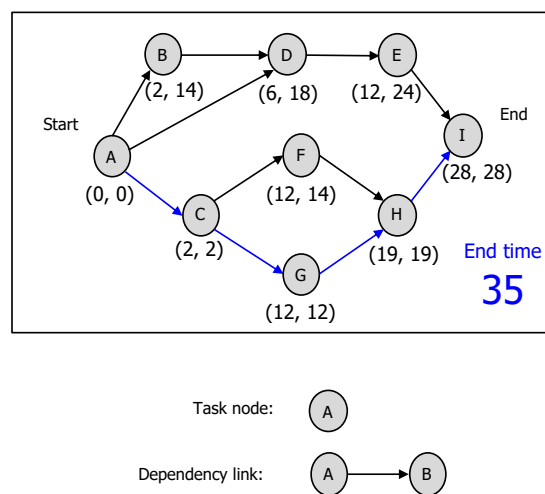 B
D
E
(2, 14)
(6, 18)
(12, 24)
Start
End
A
F
I
(0, 0)
(12, 14)
(28, 28)
C
H
(2, 2)
(19, 19)
G
(12, 12)
End time
35
Task node:
A
Dependency link:
A
B